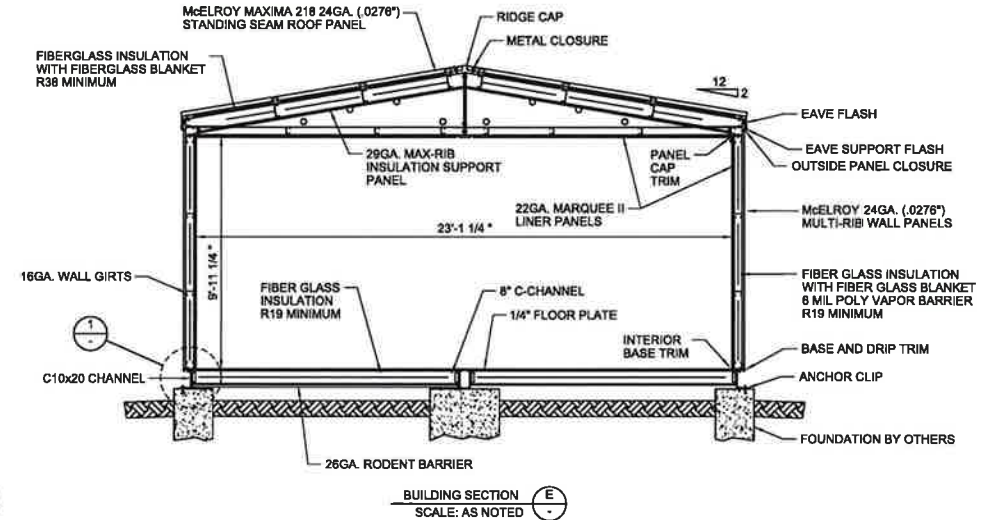 McELROY MAXIMA 218 24GA. (.0276")
STANDING SEAM ROOF PANEL
RIDGE CAP
METAL CLOSURE
FIBERGLASS INSULATION
WITH FIBERGLASS BLANKET
R38 MINIMUM
12
2
EAVE FLASH
EAVE SUPPORT FLASH
OUTSIDE PANEL CLOSURE
29GA. MAX-RIB
INSULATION SUPPORT
PANEL
PANEL
CAP
TRIM
22GA. MARQUEE II
LINER PANELS
McELROY 24GA. (.0276")
MULTI-RIB WALL PANELS
23'-1 1/4"
9'-11 1/4"
16GA. WALL GIRTS
FIBER GLASS
INSULATION
R19 MINIMUM
8" C-CHANNEL
1/4" FLOOR PLATE
FIBER GLASS INSULATION
WITH FIBER GLASS BLANKET
6 MIL POLY VAPOR BARRIER
R19 MINIMUM
1
-
INTERIOR
BASE TRIM
BASE AND DRIP TRIM
C10x20 CHANNEL
ANCHOR CLIP
FOUNDATION BY OTHERS
26GA. RODENT BARRIER
BUILDING SECTION
SCALE: AS NOTED
E
-